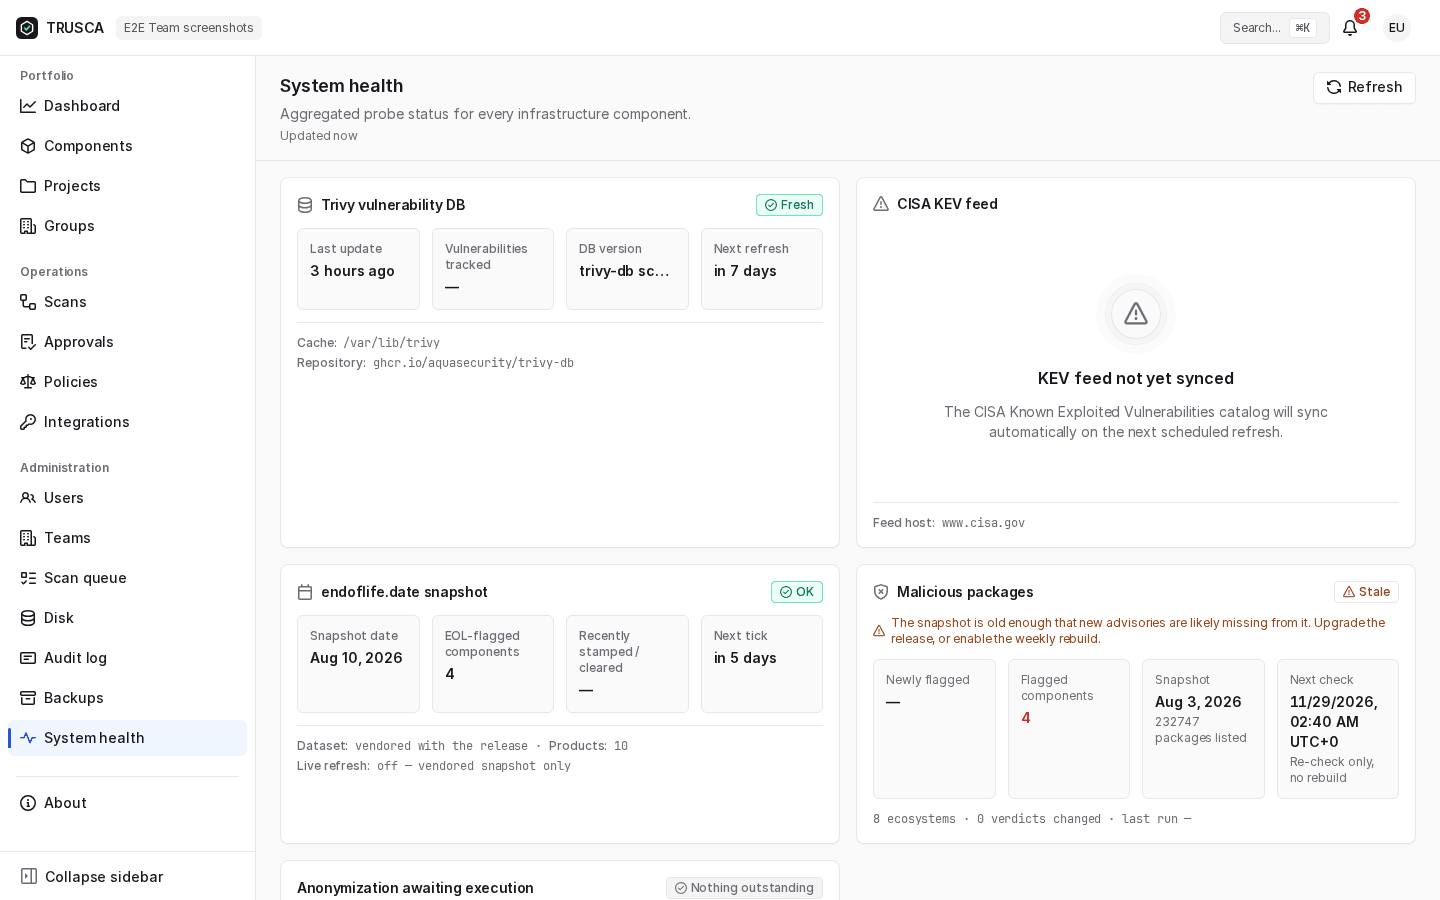 TRUSCA
E2E Team screenshots
Search...
⌘K
3
EU
Portfolio
Dashboard
Components
Projects
Groups
Operations
Scans
Approvals
Policies
Integrations
Administration
Users
Teams
Scan queue
Disk
Audit log
Backups
System health
About
Collapse sidebar
System health
Aggregated probe status for every infrastructure component.
Updated now
Refresh
Trivy vulnerability DB
Fresh
Last update
3 hours ago
Vulnerabilities
tracked
—
DB version
trivy-db sc…
Next refresh
in 7 days
Cache: /var/lib/trivy
Repository: ghcr.io/aquasecurity/trivy-db
CISA KEV feed
KEV feed not yet synced
The CISA Known Exploited Vulnerabilities catalog will sync
automatically on the next scheduled refresh.
Feed host: www.cisa.gov
endoflife.date snapshot
OK
Snapshot date
Aug 10, 2026
EOL-flagged
components
4
Recently
stamped /
cleared
—
Next tick
in 5 days
Dataset: vendored with the release · Products: 10
Live refresh: off — vendored snapshot only
Malicious packages
Stale
The snapshot is old enough that new advisories are likely missing from it. Upgrade the
release, or enable the weekly rebuild.
Newly flagged
—
Flagged
components
4
Snapshot
Aug 3, 2026
232747
packages listed
Next check
11/29/2026,
02:40 AM
UTC+0
Re-check only,
no rebuild
8 ecosystems · 0 verdicts changed · last run —
Anonymization awaiting execution
Nothing outstanding